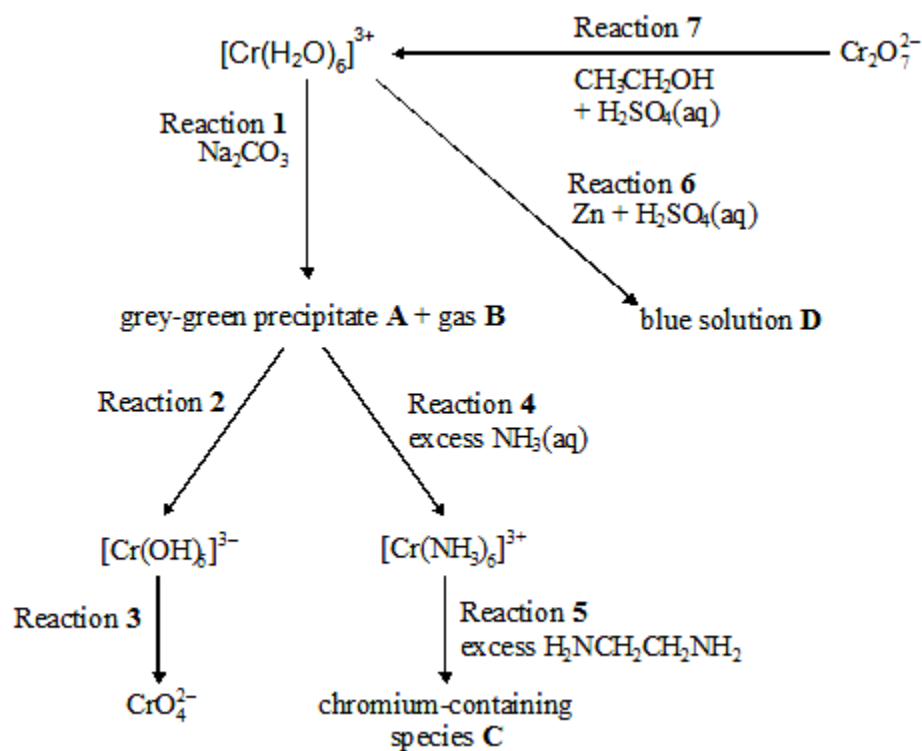 Reaction 7
[Cr(H₂O)₆]³⁺
Cr₂O₇²⁻
CH₃CH₂OH
+ H₂SO₄(aq)
Reaction 1
Na₂CO₃
Reaction 6
Zn + H₂SO₄(aq)
grey-green precipitate A + gas B
blue solution D
Reaction 2
Reaction 4
excess NH₃(aq)
[Cr(OH)₆]³⁻
[Cr(NH₃)₆]³⁺
Reaction 3
Reaction 5
excess H₂NCH₂CH₂NH₂
CrO₄²⁻
chromium-containing
species C